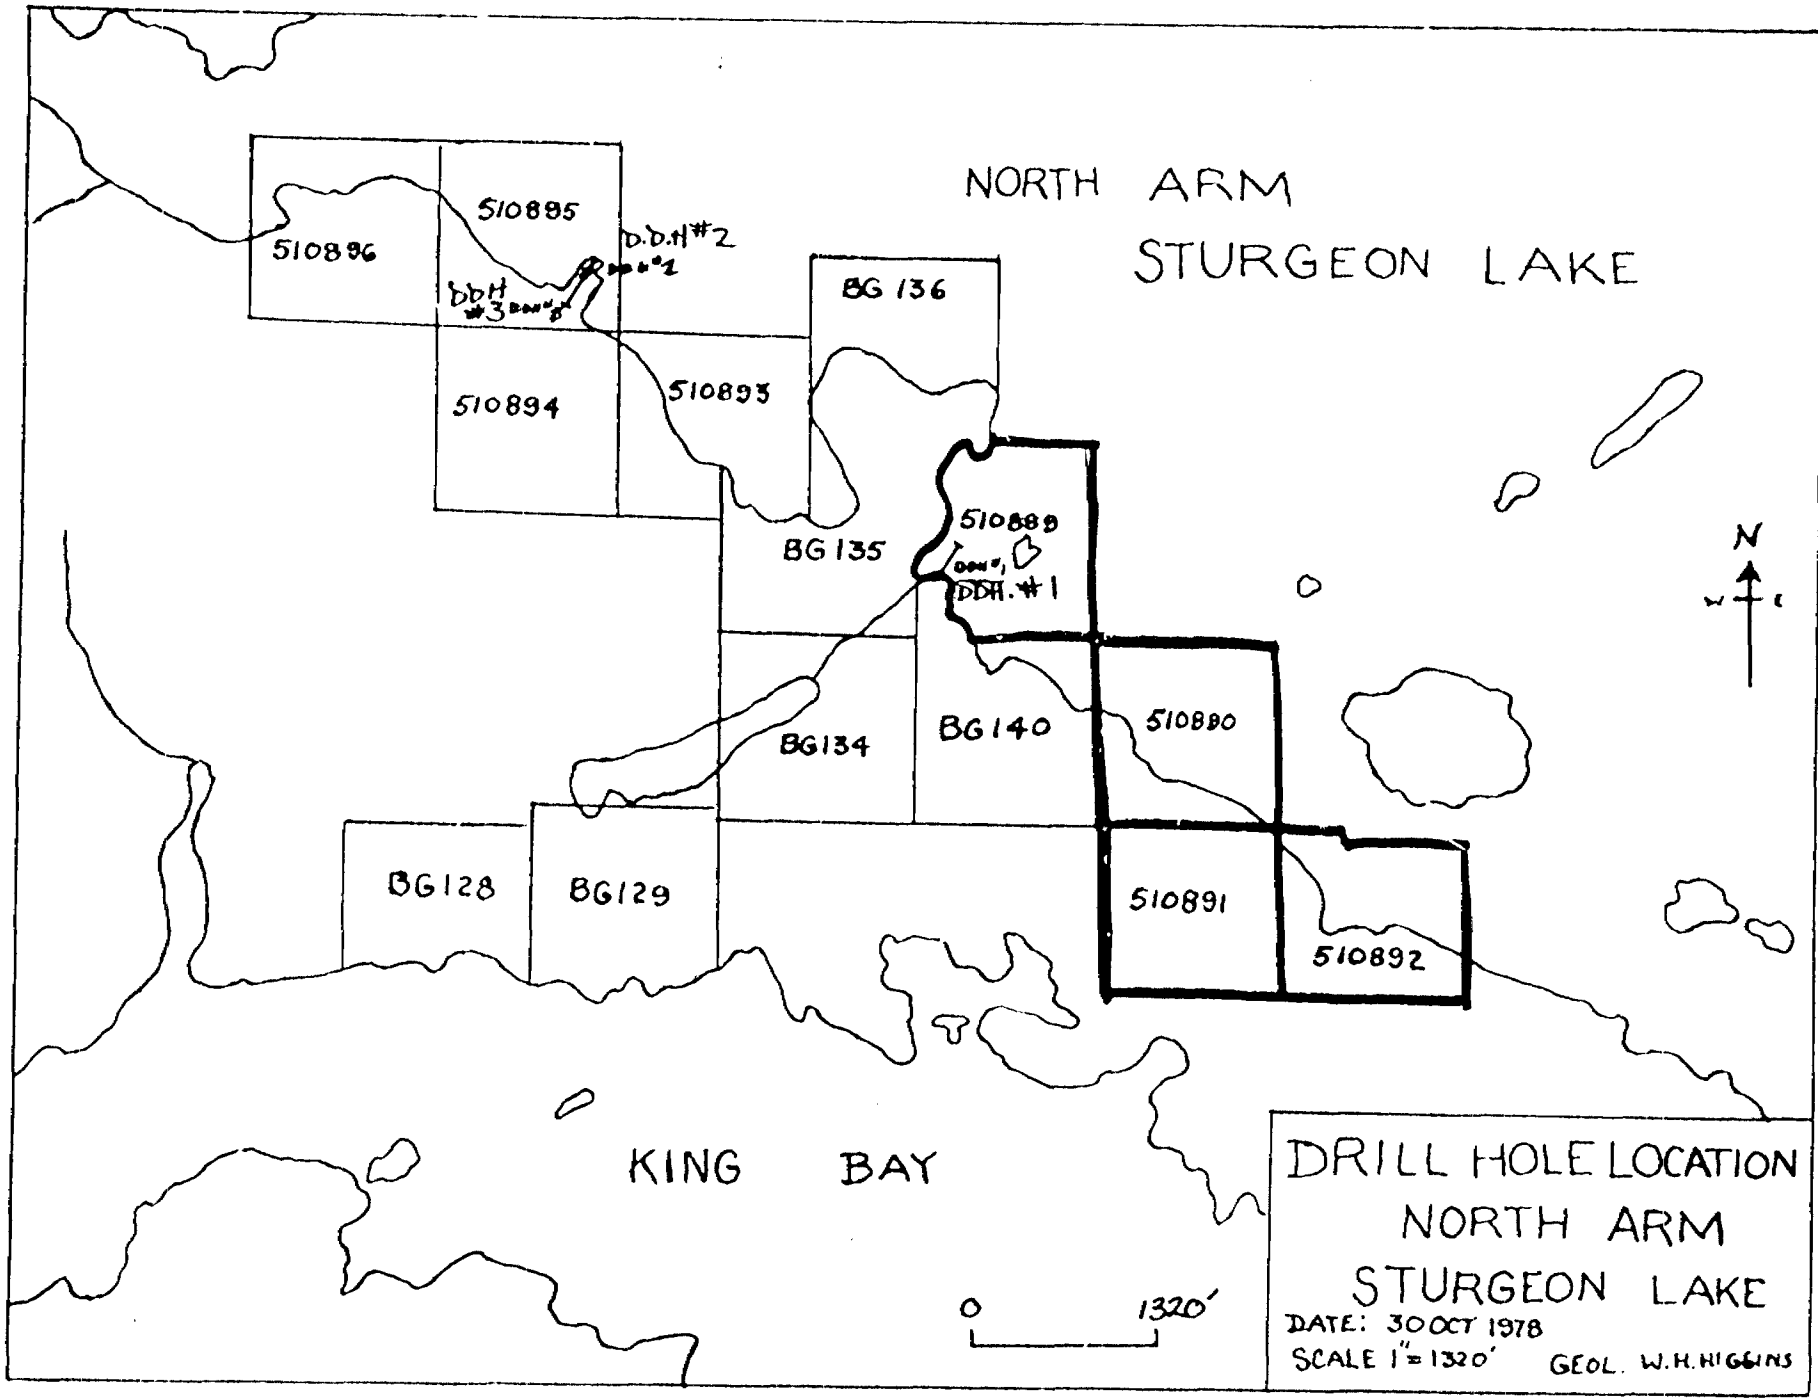 NORTH ARM
STURGEON LAKE
510895
510896
D.D.H#2
DDH
#3
BG 136
510894
510893
510889
BG 135
DDH. #1
N
W E
BG134
BG140
510890
BG128
BG129
510891
510892
KING BAY
0 1320'
DRILL HOLE LOCATION
NORTH ARM
STURGEON LAKE
DATE: 30 OCT 1978
SCALE 1"=1320' GEOL. W.H. HIGGINS